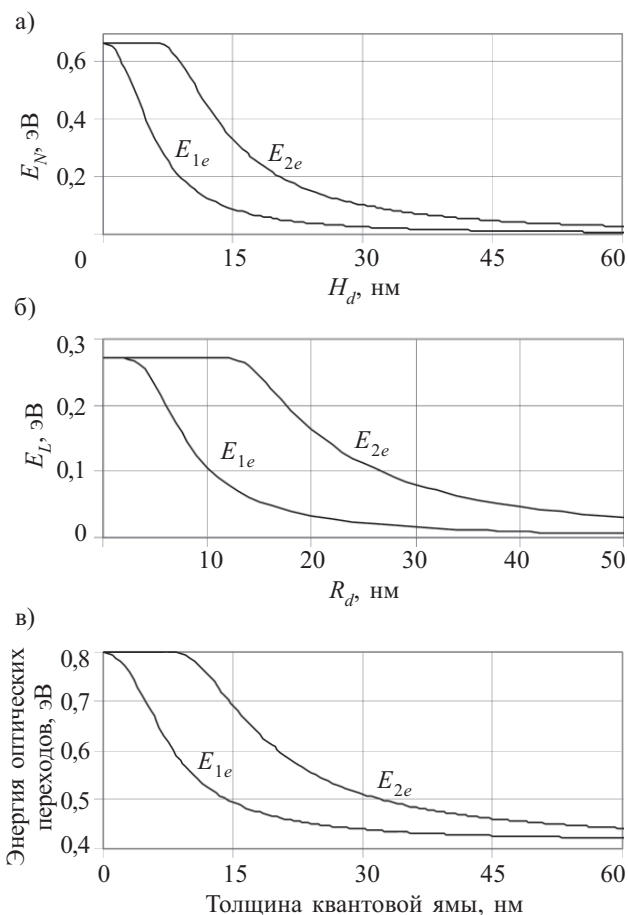 а)
E_N, эВ
0,6
0,4
0,2
0
E_1e
E_2e
15
30
45
60
H_d, нм
б)
E_L, эВ
0,3
0,2
0,1
0
E_1e
E_2e
10
20
30
40
50
R_d, нм
в)
Энергия оптических
переходов, эВ
0,8
0,7
0,6
0,5
0,4
E_1e
E_2e
0
15
30
45
60
Толщина квантовой ямы, нм